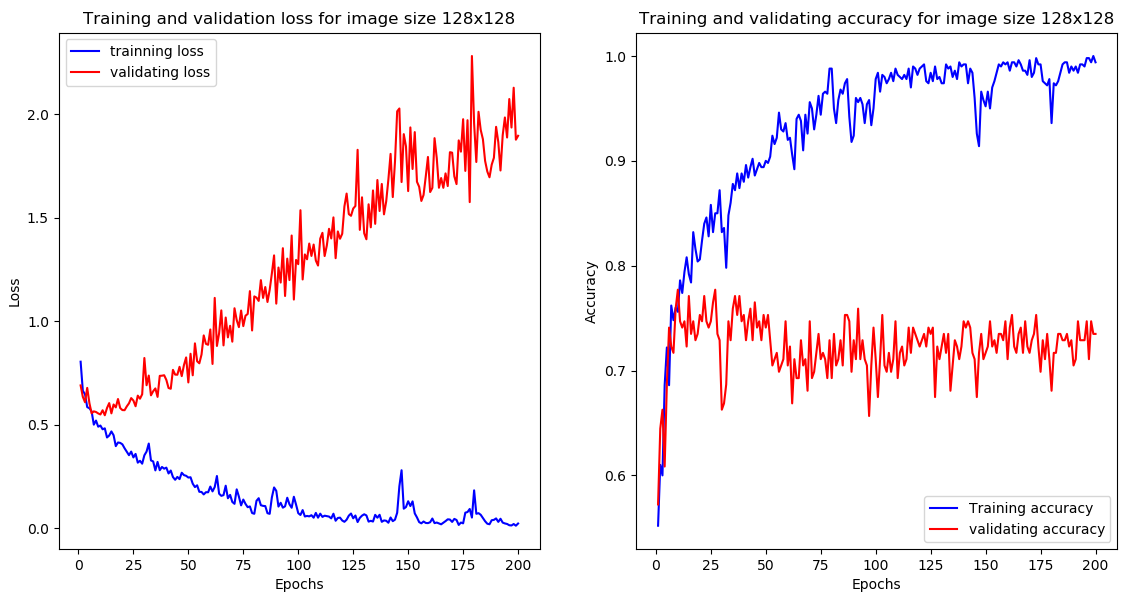 Training and validation loss for image size 128x128
trainning loss
validating loss
Loss
2.0
1.5
1.0
0.5
0.0
0 25 50 75 100 125 150 175 200
Epochs
Training and validating accuracy for image size 128x128
Accuracy
1.0
0.9
0.8
0.7
0.6
Training accuracy
validating accuracy
0 25 50 75 100 125 150 175 200
Epochs